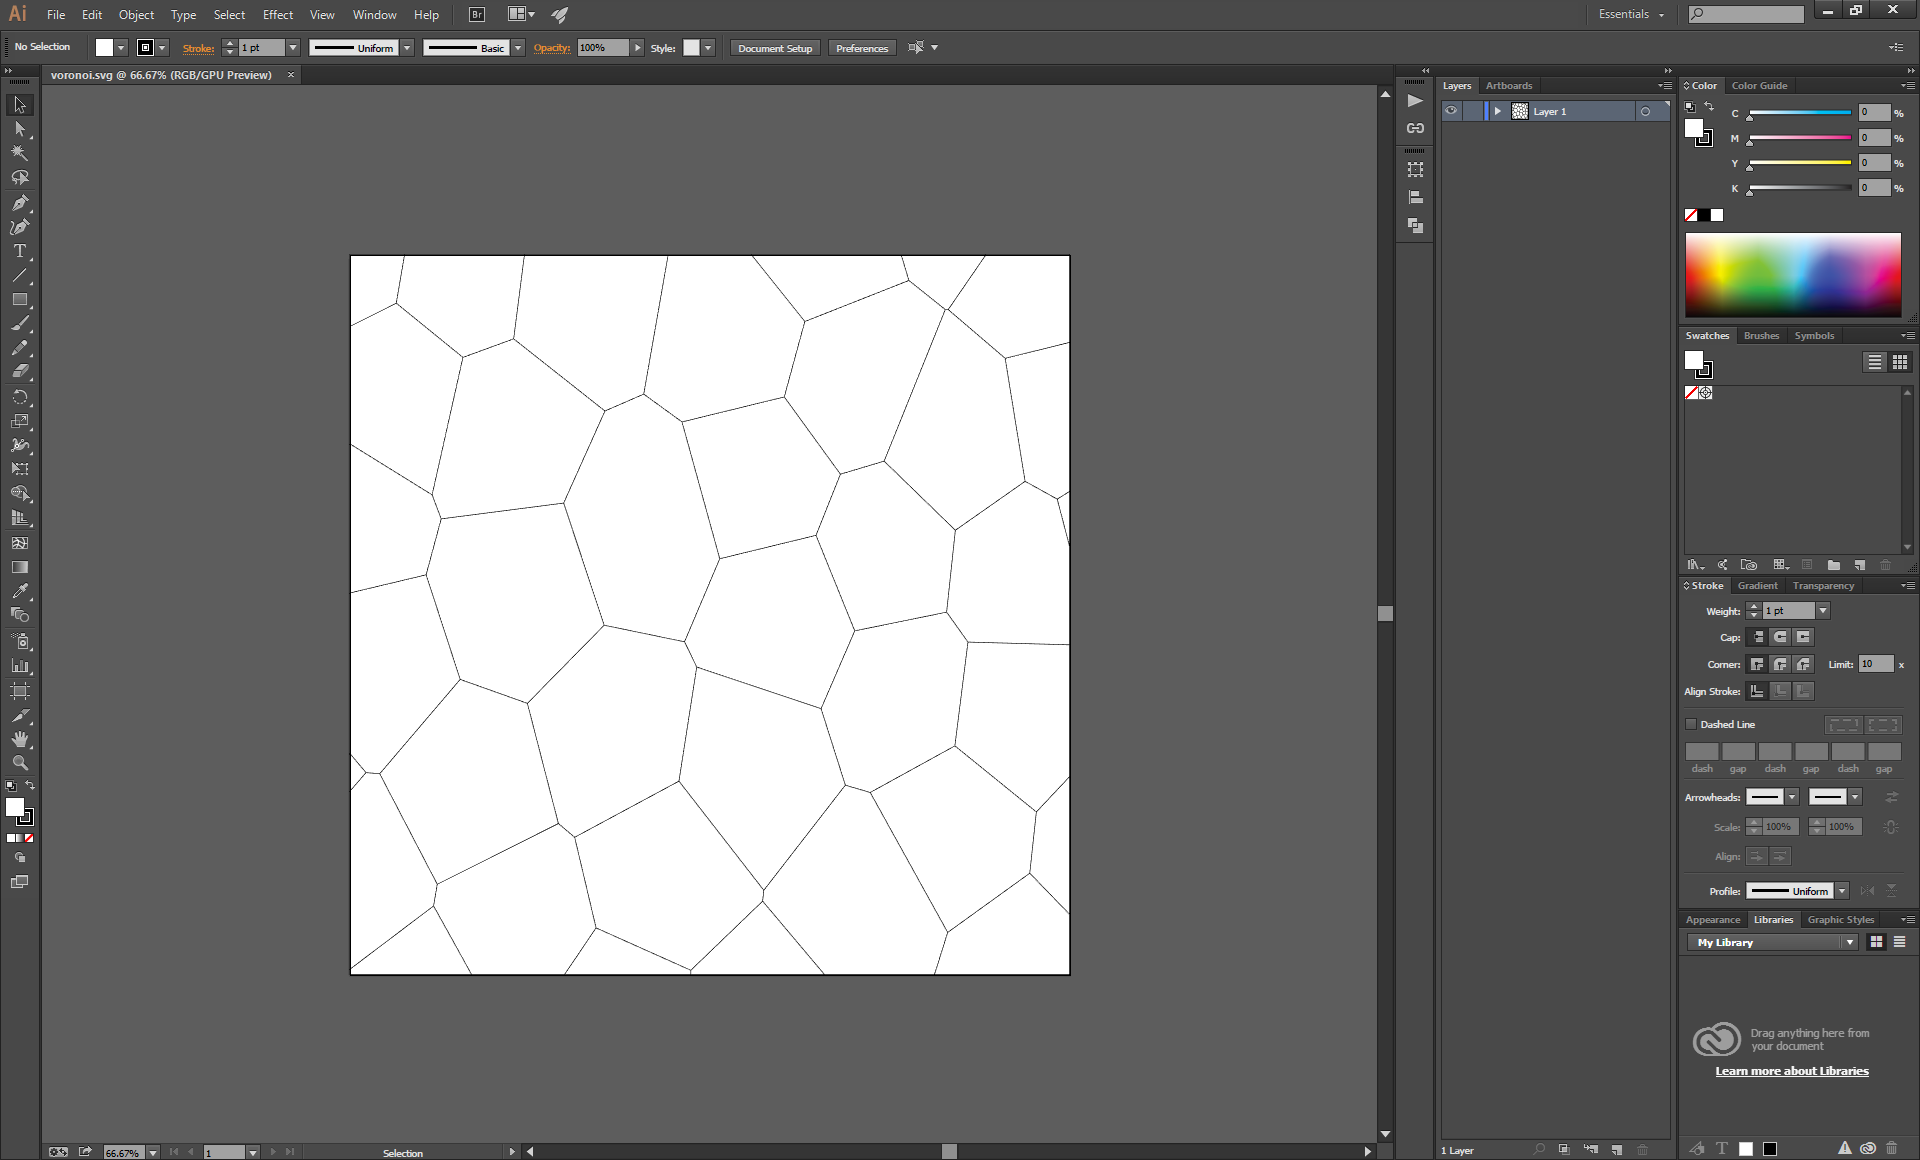 Ai File Edit Object Type Select Effect View Window Help Br Essentials
No Selection Stroke: 1 pt Uniform Basic Opacity: 100% Style: Document Setup Preferences
voronoi.svg @ 66.67% (RGB/GPU Preview) ×
Layers Artboards
Layer 1
1 Layer
Color Color Guide
C 0 %
M 0 %
Y 0 %
K 0 %
Swatches Brushes Symbols
Stroke Gradient Transparency
Weight: 1 pt
Cap:
Corner: Limit: 10 x
Align Stroke:
Dashed Line
dash gap dash gap dash gap
Arrowheads:
Scale: 100% 100%
Align:
Profile: Uniform
Appearance Libraries Graphic Styles
My Library
Drag anything here from
your document
Learn more about Libraries
66.67% 1 Selection